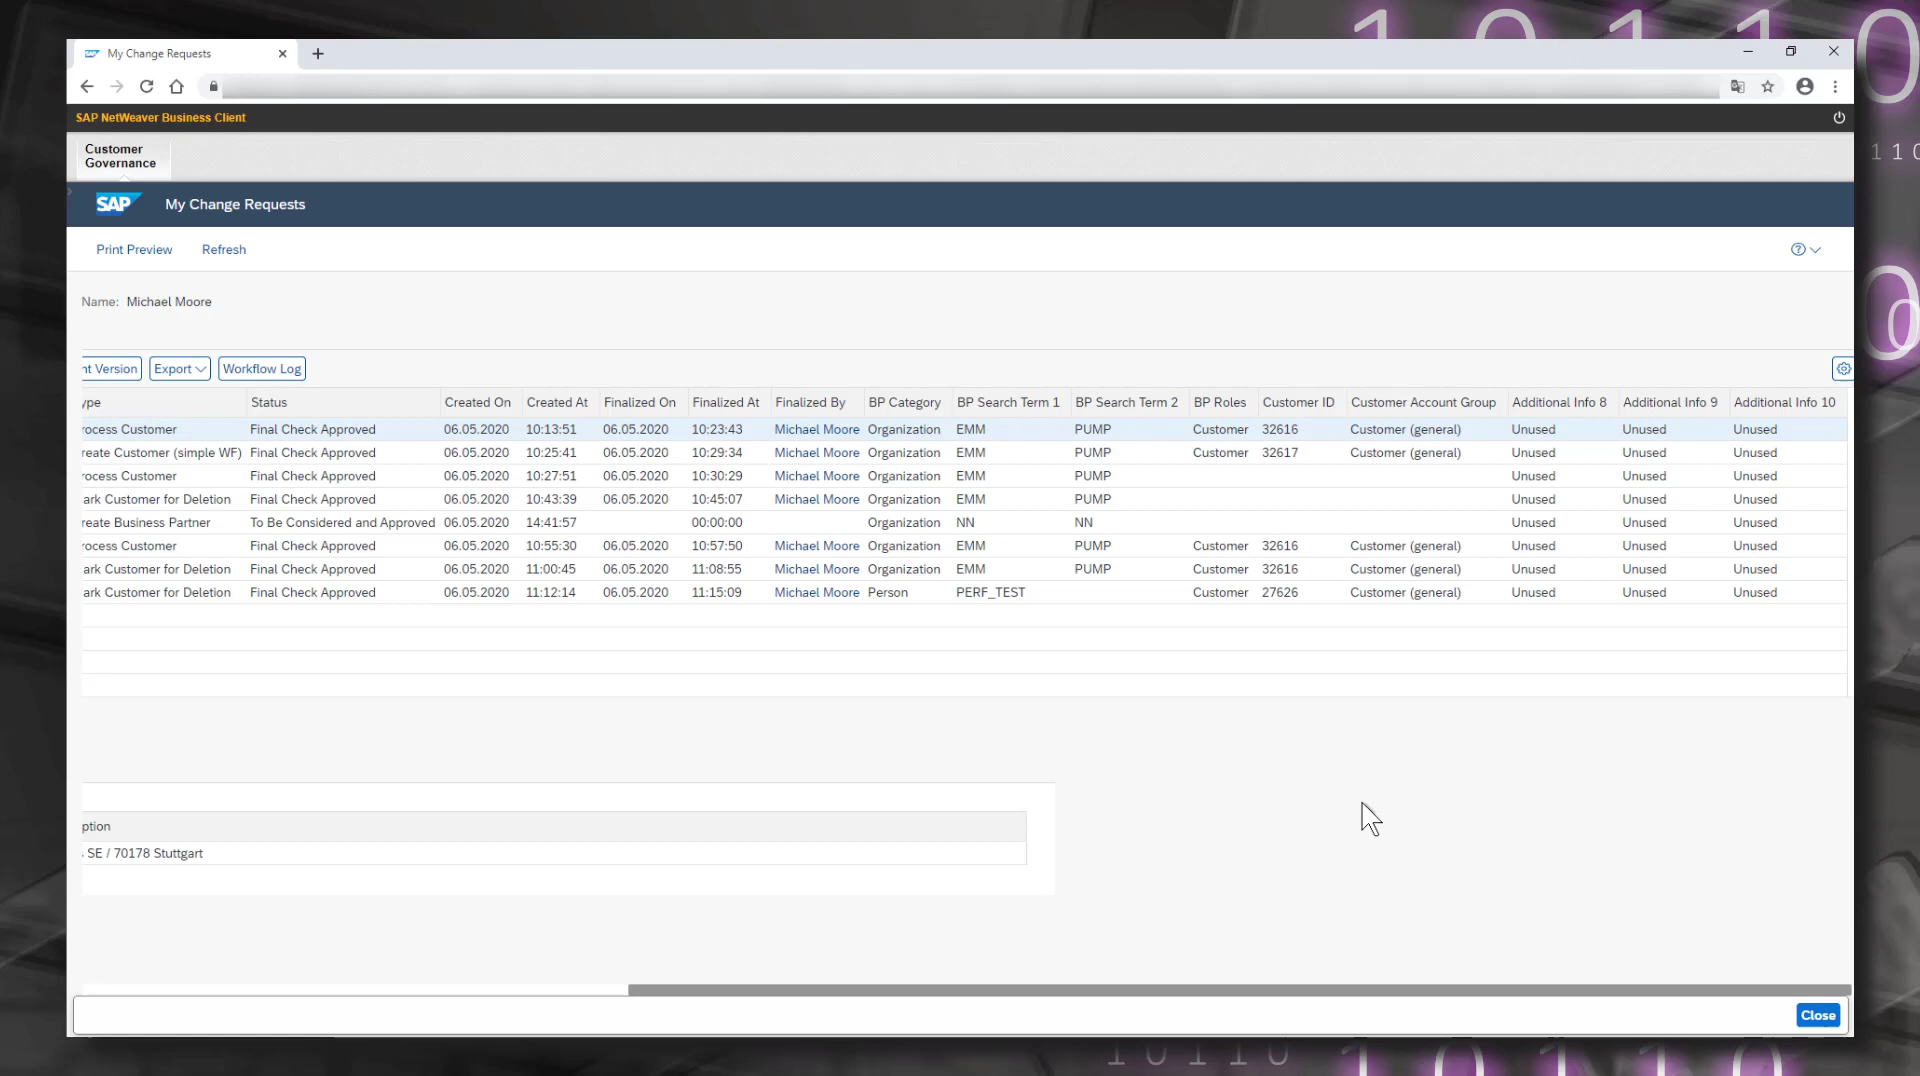 My Change Requests
SAP NetWeaver Business Client
Customer
Governance
SAP My Change Requests
Print Preview Refresh
Name: Michael Moore
nt Version Export Workflow Log
ype Status Created On Created At Finalized On Finalized At Finalized By BP Category BP Search Term 1 BP Search Term 2 BP Roles Customer ID Customer Account Group Additional Info 8 Additional Info 9 Additional Info 10
rocess Customer Final Check Approved 06.05.2020 10:13:51 06.05.2020 10:23:43 Michael Moore Organization EMM PUMP Customer 32616 Customer (general) Unused Unused Unused
reate Customer (simple WF) Final Check Approved 06.05.2020 10:25:41 06.05.2020 10:29:34 Michael Moore Organization EMM PUMP Customer 32617 Customer (general) Unused Unused Unused
rocess Customer Final Check Approved 06.05.2020 10:27:51 06.05.2020 10:30:29 Michael Moore Organization EMM PUMP Unused Unused Unused
ark Customer for Deletion Final Check Approved 06.05.2020 10:43:39 06.05.2020 10:45:07 Michael Moore Organization EMM PUMP Unused Unused Unused
reate Business Partner To Be Considered and Approved 06.05.2020 14:41:57 00:00:00 Organization NN NN Unused Unused Unused
rocess Customer Final Check Approved 06.05.2020 10:55:30 06.05.2020 10:57:50 Michael Moore Organization EMM PUMP Customer 32616 Customer (general) Unused Unused Unused
ark Customer for Deletion Final Check Approved 06.05.2020 11:00:45 06.05.2020 11:08:55 Michael Moore Organization EMM PUMP Customer 32616 Customer (general) Unused Unused Unused
ark Customer for Deletion Final Check Approved 06.05.2020 11:12:14 06.05.2020 11:15:09 Michael Moore Person PERF_TEST Customer 27626 Customer (general) Unused Unused Unused
ption
SE / 70178 Stuttgart
Close